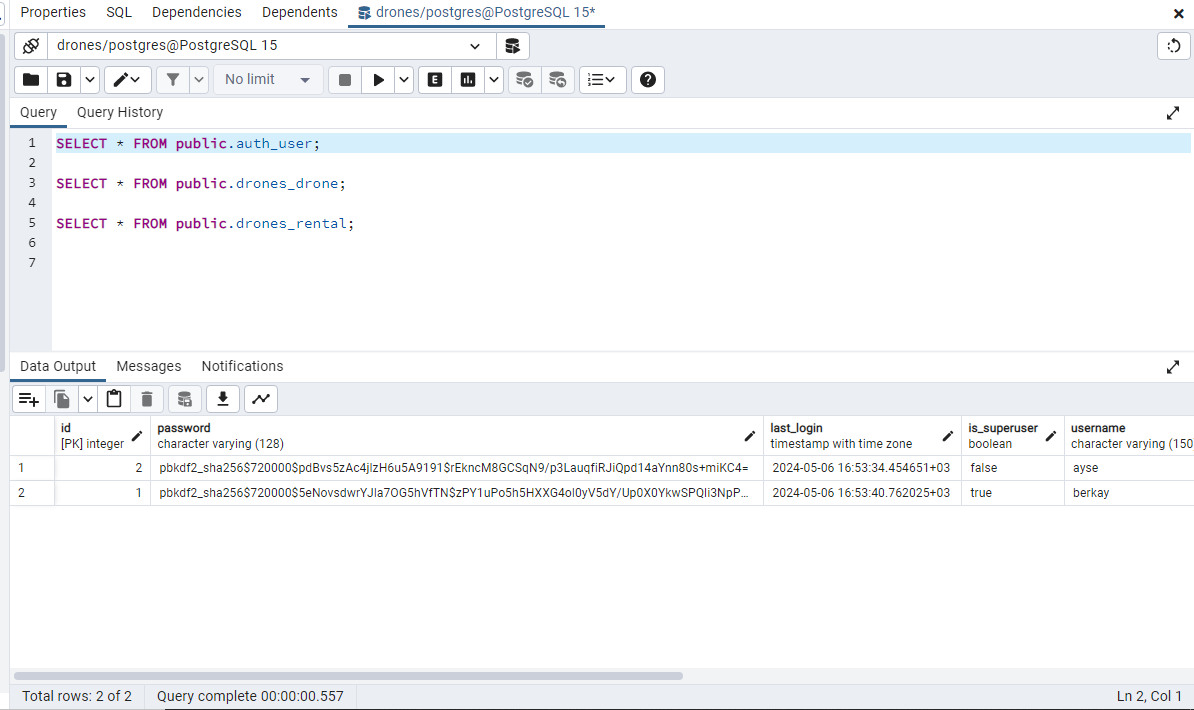 Properties SQL Dependencies Dependents drones/postgres@PostgreSQL 15*
drones/postgres@PostgreSQL 15
No limit
E
Query Query History
1 SELECT * FROM public.auth_user;
2
3 SELECT * FROM public.drones_drone;
4
5 SELECT * FROM public.drones_rental;
6
7
Data Output Messages Notifications
id password last_login is_superuser username
[PK] integer character varying (128) timestamp with time zone boolean character varying (150
1 2 pbkdf2_sha256$720000$pdBvs5zAc4jlzH6u5A9191$rEkncM8GCSqN9/p3LauqfiRJiQpd14aYnn80s+miKC4= 2024-05-06 16:53:34.454651+03 false ayse
2 1 pbkdf2_sha256$720000$5eNovsdwrYJIa7OG5hVfTN$zPY1uPo5h5HXXG4ol0yV5dY/Up0X0YkwSPQIi3NpP... 2024-05-06 16:53:40.762025+03 true berkay
Total rows: 2 of 2 Query complete 00:00:00.557 Ln 2, Col 1